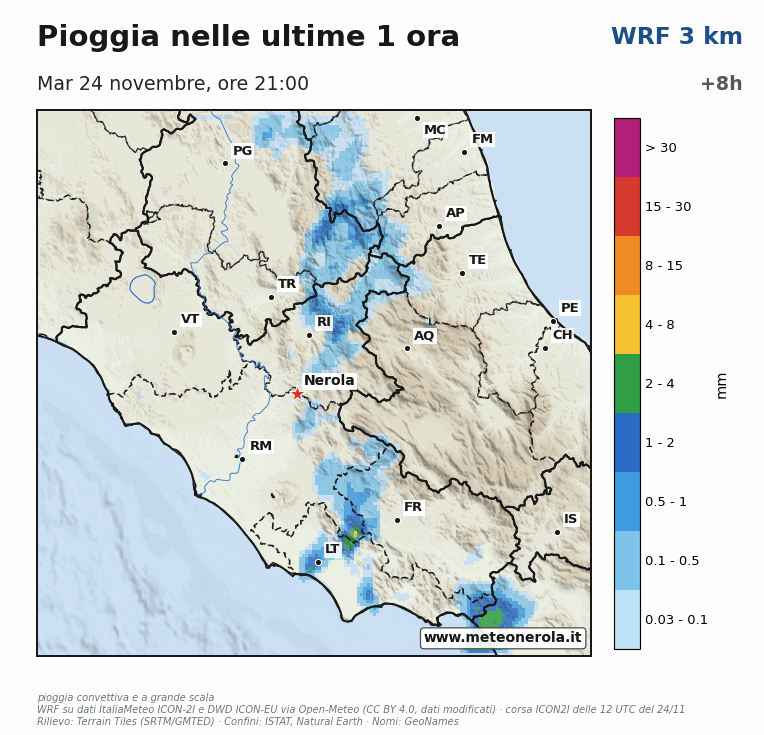 Pioggia nelle ultime 1 ora
WRF 3 km
Mar 24 novembre, ore 21:00
+8h
MC
FM
PG
AP
TE
TR
PE
VT
RI
CH
AQ
Nerola
RM
FR
IS
LT
www.meteonerola.it
> 30
15 - 30
8 - 15
4 - 8
2 - 4
1 - 2
0.5 - 1
0.1 - 0.5
0.03 - 0.1
mm
pioggia convettiva e a grande scala
WRF su dati ItaliaMeteo ICON-2I e DWD ICON-EU via Open-Meteo (CC BY 4.0, dati modificati) · corsa ICON2I delle 12 UTC del 24/11
Rilievo: Terrain Tiles (SRTM/GMTED) · Confini: ISTAT, Natural Earth · Nomi: GeoNames